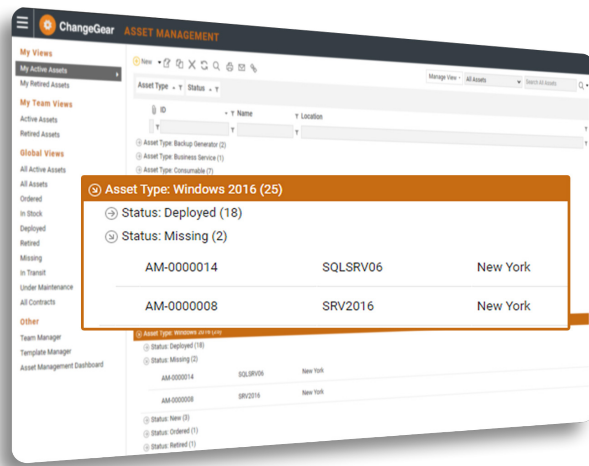 ChangeGear ASSET MANAGEMENT
My Views
My Active Assets
My Retired Assets
My Team Views
Active Assets
Retired Assets
Global Views
All Active Assets
All Assets
Ordered
In Stock
Deployed
Retired
Missing
In Transit
Under Maintenance
All Contracts
Other
Team Manager
Template Manager
Asset Management Dashboard
New
Manage View All Assets Search All Assets
Asset Type Status
ID Name Location
Asset Type: Backup Generator (2)
Asset Type: Business Service (1)
Asset Type: Consumable (7)
Asset Type: Windows 2016 (25)
Status: Deployed (18)
Status: Missing (2)
AM-0000014 SQLSRV06 New York
AM-0000008 SRV2016 New York
Asset Type: Windows 2016 (25)
Status: Deployed (18)
Status: Missing (2)
AM-0000014 SQLSRV06 New York
AM-0000008 SRV2016 New York
Status: New (3)
Status: Ordered (1)
Status: Retired (1)